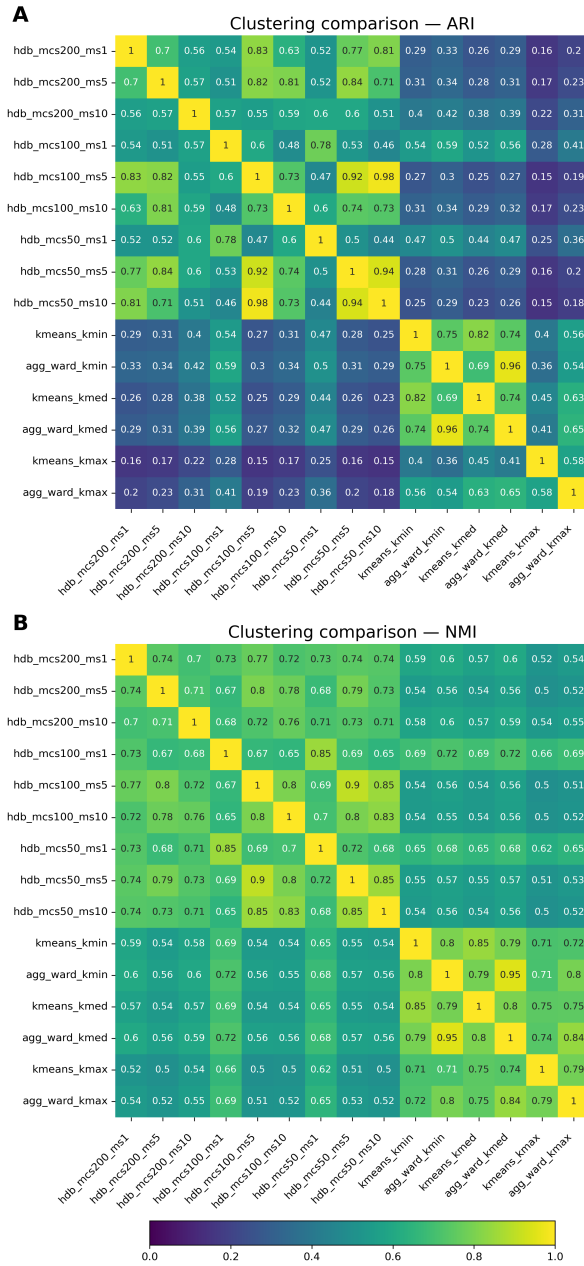 A
Clustering comparison — ARI
hdb_mcs200_ms1 1 0.7 0.56 0.54 0.83 0.63 0.52 0.77 0.81 0.29 0.33 0.26 0.29 0.16 0.2
hdb_mcs200_ms5 0.7 1 0.57 0.51 0.82 0.81 0.52 0.84 0.71 0.31 0.34 0.28 0.31 0.17 0.23
hdb_mcs200_ms10 0.56 0.57 1 0.57 0.55 0.59 0.6 0.6 0.51 0.4 0.42 0.38 0.39 0.22 0.31
hdb_mcs100_ms1 0.54 0.51 0.57 1 0.6 0.48 0.78 0.53 0.46 0.54 0.59 0.52 0.56 0.28 0.41
hdb_mcs100_ms5 0.83 0.82 0.55 0.6 1 0.73 0.47 0.92 0.98 0.27 0.3 0.25 0.27 0.15 0.19
hdb_mcs100_ms10 0.63 0.81 0.59 0.48 0.73 1 0.6 0.74 0.73 0.31 0.34 0.29 0.32 0.17 0.23
hdb_mcs50_ms1 0.52 0.52 0.6 0.78 0.47 0.6 1 0.5 0.44 0.47 0.5 0.44 0.47 0.25 0.36
hdb_mcs50_ms5 0.77 0.84 0.6 0.53 0.92 0.74 0.5 1 0.94 0.28 0.31 0.26 0.29 0.16 0.2
hdb_mcs50_ms10 0.81 0.71 0.51 0.46 0.98 0.73 0.44 0.94 1 0.25 0.29 0.23 0.26 0.15 0.18
kmeans_kmin 0.29 0.31 0.4 0.54 0.27 0.31 0.47 0.28 0.25 1 0.75 0.82 0.74 0.4 0.56
agg_ward_kmin 0.33 0.34 0.42 0.59 0.3 0.34 0.5 0.31 0.29 0.75 1 0.69 0.96 0.36 0.54
kmeans_kmed 0.26 0.28 0.38 0.52 0.25 0.29 0.44 0.26 0.23 0.82 0.69 1 0.74 0.45 0.63
agg_ward_kmed 0.29 0.31 0.39 0.56 0.27 0.32 0.47 0.29 0.26 0.74 0.96 0.74 1 0.41 0.65
kmeans_kmax 0.16 0.17 0.22 0.28 0.15 0.17 0.25 0.16 0.15 0.4 0.36 0.45 0.41 1 0.58
agg_ward_kmax 0.2 0.23 0.31 0.41 0.19 0.23 0.36 0.2 0.18 0.56 0.54 0.63 0.65 0.58 1
hdb_mcs200_ms1 hdb_mcs200_ms5 hdb_mcs200_ms10 hdb_mcs100_ms1 hdb_mcs100_ms5 hdb_mcs100_ms10 hdb_mcs50_ms1 hdb_mcs50_ms5 hdb_mcs50_ms10 kmeans_kmin agg_ward_kmin kmeans_kmed agg_ward_kmed kmeans_kmax agg_ward_kmax
B
Clustering comparison — NMI
hdb_mcs200_ms1 1 0.74 0.7 0.73 0.77 0.72 0.73 0.74 0.74 0.59 0.6 0.57 0.6 0.52 0.54
hdb_mcs200_ms5 0.74 1 0.71 0.67 0.8 0.78 0.68 0.79 0.73 0.54 0.56 0.54 0.56 0.5 0.52
hdb_mcs200_ms10 0.7 0.71 1 0.68 0.72 0.76 0.71 0.73 0.71 0.58 0.6 0.57 0.59 0.54 0.55
hdb_mcs100_ms1 0.73 0.67 0.68 1 0.67 0.65 0.85 0.69 0.65 0.69 0.72 0.69 0.72 0.66 0.69
hdb_mcs100_ms5 0.77 0.8 0.72 0.67 1 0.8 0.69 0.9 0.85 0.54 0.56 0.54 0.56 0.5 0.51
hdb_mcs100_ms10 0.72 0.78 0.76 0.65 0.8 1 0.7 0.8 0.83 0.54 0.55 0.54 0.56 0.5 0.52
hdb_mcs50_ms1 0.73 0.68 0.71 0.85 0.69 0.7 1 0.72 0.68 0.65 0.68 0.65 0.68 0.62 0.65
hdb_mcs50_ms5 0.74 0.79 0.73 0.69 0.9 0.8 0.72 1 0.85 0.55 0.57 0.55 0.57 0.51 0.53
hdb_mcs50_ms10 0.74 0.73 0.71 0.65 0.85 0.83 0.68 0.85 1 0.54 0.56 0.54 0.56 0.5 0.52
kmeans_kmin 0.59 0.54 0.58 0.69 0.54 0.54 0.65 0.55 0.54 1 0.8 0.85 0.79 0.71 0.72
agg_ward_kmin 0.6 0.56 0.6 0.72 0.56 0.55 0.68 0.57 0.56 0.8 1 0.79 0.95 0.71 0.8
kmeans_kmed 0.57 0.54 0.57 0.69 0.54 0.54 0.65 0.55 0.54 0.85 0.79 1 0.8 0.75 0.75
agg_ward_kmed 0.6 0.56 0.59 0.72 0.56 0.56 0.68 0.57 0.56 0.79 0.95 0.8 1 0.74 0.84
kmeans_kmax 0.52 0.5 0.54 0.66 0.5 0.5 0.62 0.51 0.5 0.71 0.71 0.75 0.74 1 0.79
agg_ward_kmax 0.54 0.52 0.55 0.69 0.51 0.52 0.65 0.53 0.52 0.72 0.8 0.75 0.84 0.79 1
hdb_mcs200_ms1 hdb_mcs200_ms5 hdb_mcs200_ms10 hdb_mcs100_ms1 hdb_mcs100_ms5 hdb_mcs100_ms10 hdb_mcs50_ms1 hdb_mcs50_ms5 hdb_mcs50_ms10 kmeans_kmin agg_ward_kmin kmeans_kmed agg_ward_kmed kmeans_kmax agg_ward_kmax
0.0 0.2 0.4 0.6 0.8 1.0